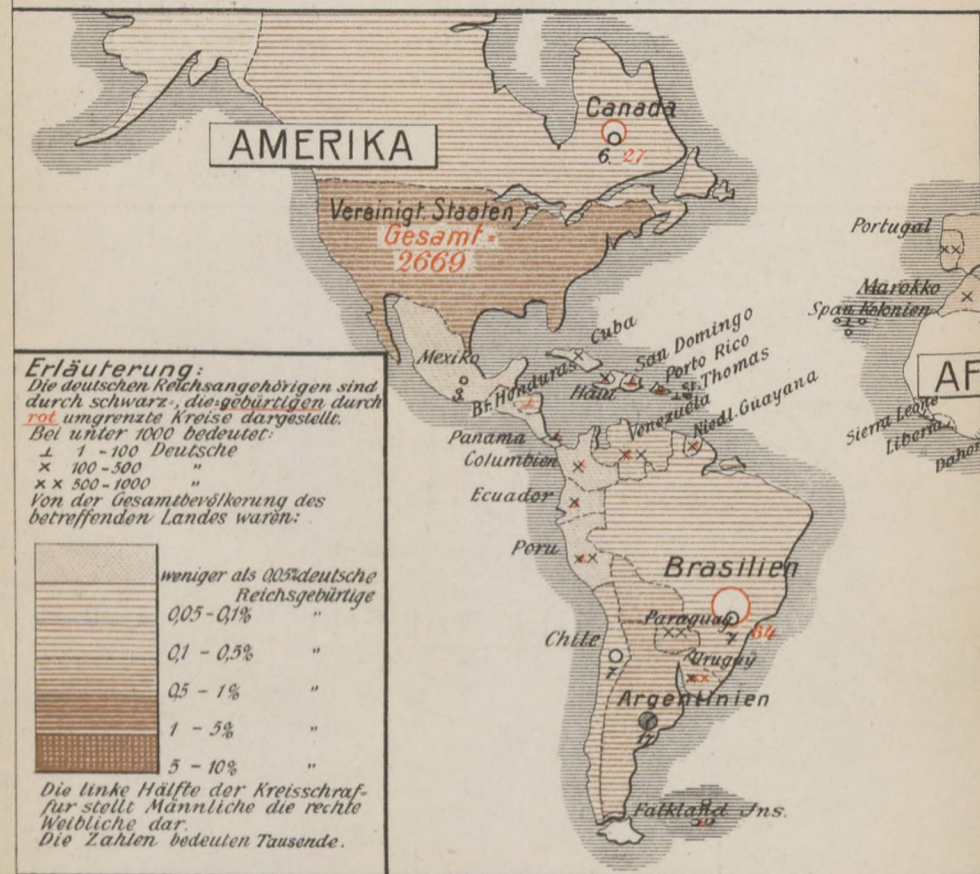 Canada
6. 27
AMERIKA
Vereinigt. Staaten
Gesamt=
2669
Portugal
Marokko
Span Kolonien
AF
Sierra Leone
Liberia
Dahom
Cuba
San Domingo
Porto Rico
St. Thomas
Mexiko
3
Br. Honduras
Haiti
Venezuela
Niedl. Guayana
Panama
Columbien
Ecuador
Peru
Brasilien
7 64
Paraguay
Chile
7
Uruguay
Argentinien
17
Falkland Jns.
Erläuterung:
Die deutschen Reichsangehörigen sind
durch schwarz-, die gebürtigen durch
rot umgrenzte Kreise dargestellt.
Bei unter 1000 bedeutet:
⊥ 1 - 100 Deutsche
× 100 - 500 "
×× 500 - 1000 "
Von der Gesamtbevölkerung des
betreffenden Landes waren:
weniger als 0,05% deutsche
Reichsgebürtige
0,05 - 0,1% "
0,1 - 0,5% "
0,5 - 1% "
1 - 5% "
5 - 10% "
Die linke Hälfte der Kreisschraf-
fur stellt Männliche die rechte
Weibliche dar.
Die Zahlen bedeuten Tausende.